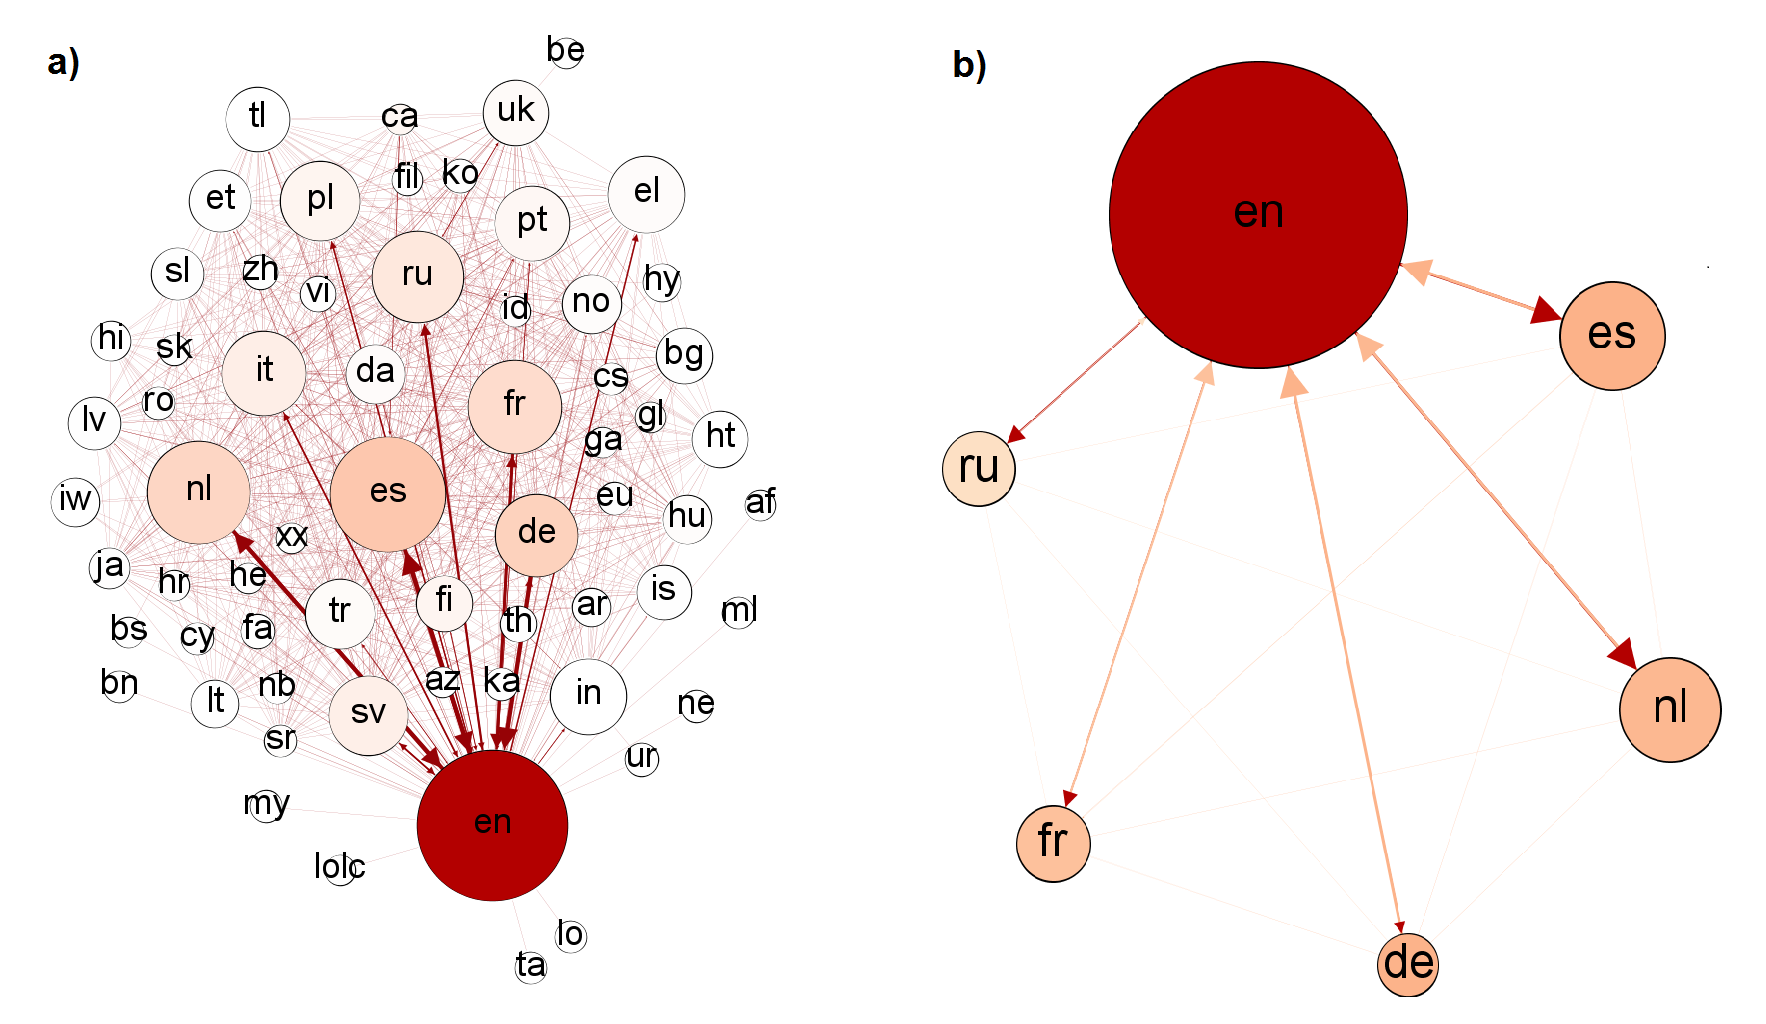 a)
be
tl
ca
uk
fil
ko
et
pl
el
pt
sl
zh
vi
ru
id
no
hy
hi
sk
it
da
cs
bg
ro
fr
gl
lv
ga
ht
nl
es
eu
iw
xx
de
hu
af
ja
hr
he
tr
fi
th
ar
is
ml
bs
cy
fa
bn
lt
nb
az
ka
in
sv
sr
ne
ur
my
en
lolc
lo
ta
b)
en
es
ru
nl
fr
de